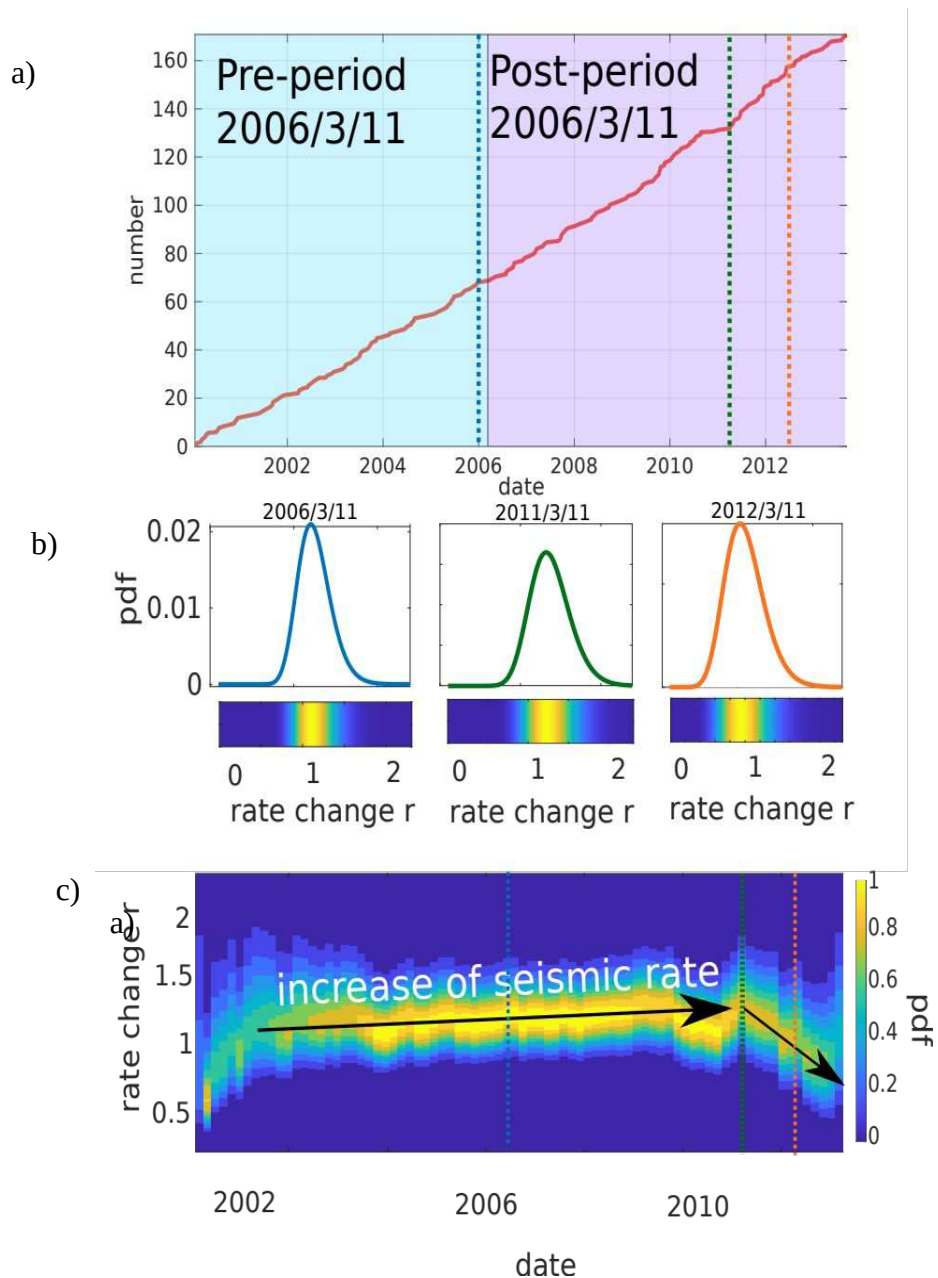 a)
Pre-period
2006/3/11
Post-period
2006/3/11
160
140
120
100
80
60
40
20
0
number
2002 2004 2006 2008 2010 2012
date
b)
2006/3/11 2011/3/11 2012/3/11
0.02
0.01
0
pdf
0 1 2 0 1 2 0 1 2
rate change r rate change r rate change r
c)
a)
rate change r
2
1.5
1
0.5
increase of seismic rate
1
0.8
0.6
0.4
0.2
0
pdf
2002 2006 2010
date